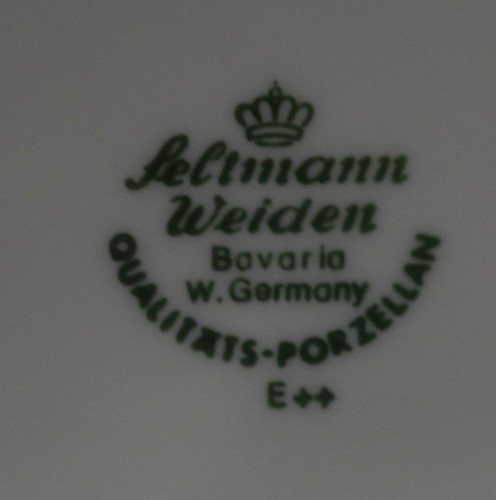 Seltmann
Weiden
Bavaria
W. Germany
QUALITÄTS-PORZELLAN
E++